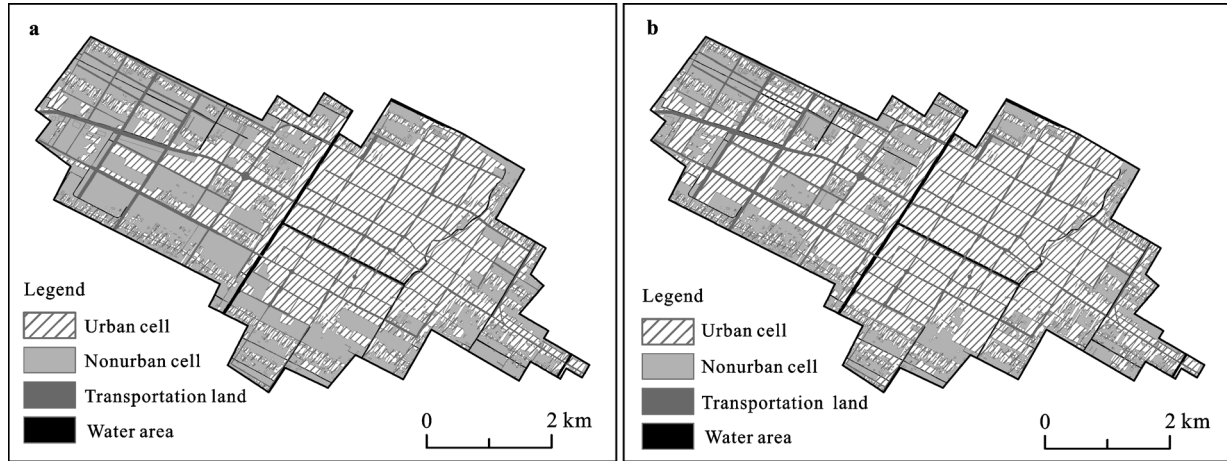 a
Legend
Urban cell
Nonurban cell
Transportation land
Water area
0 2 km
b
Legend
Urban cell
Nonurban cell
Transportation land
Water area
0 2 km